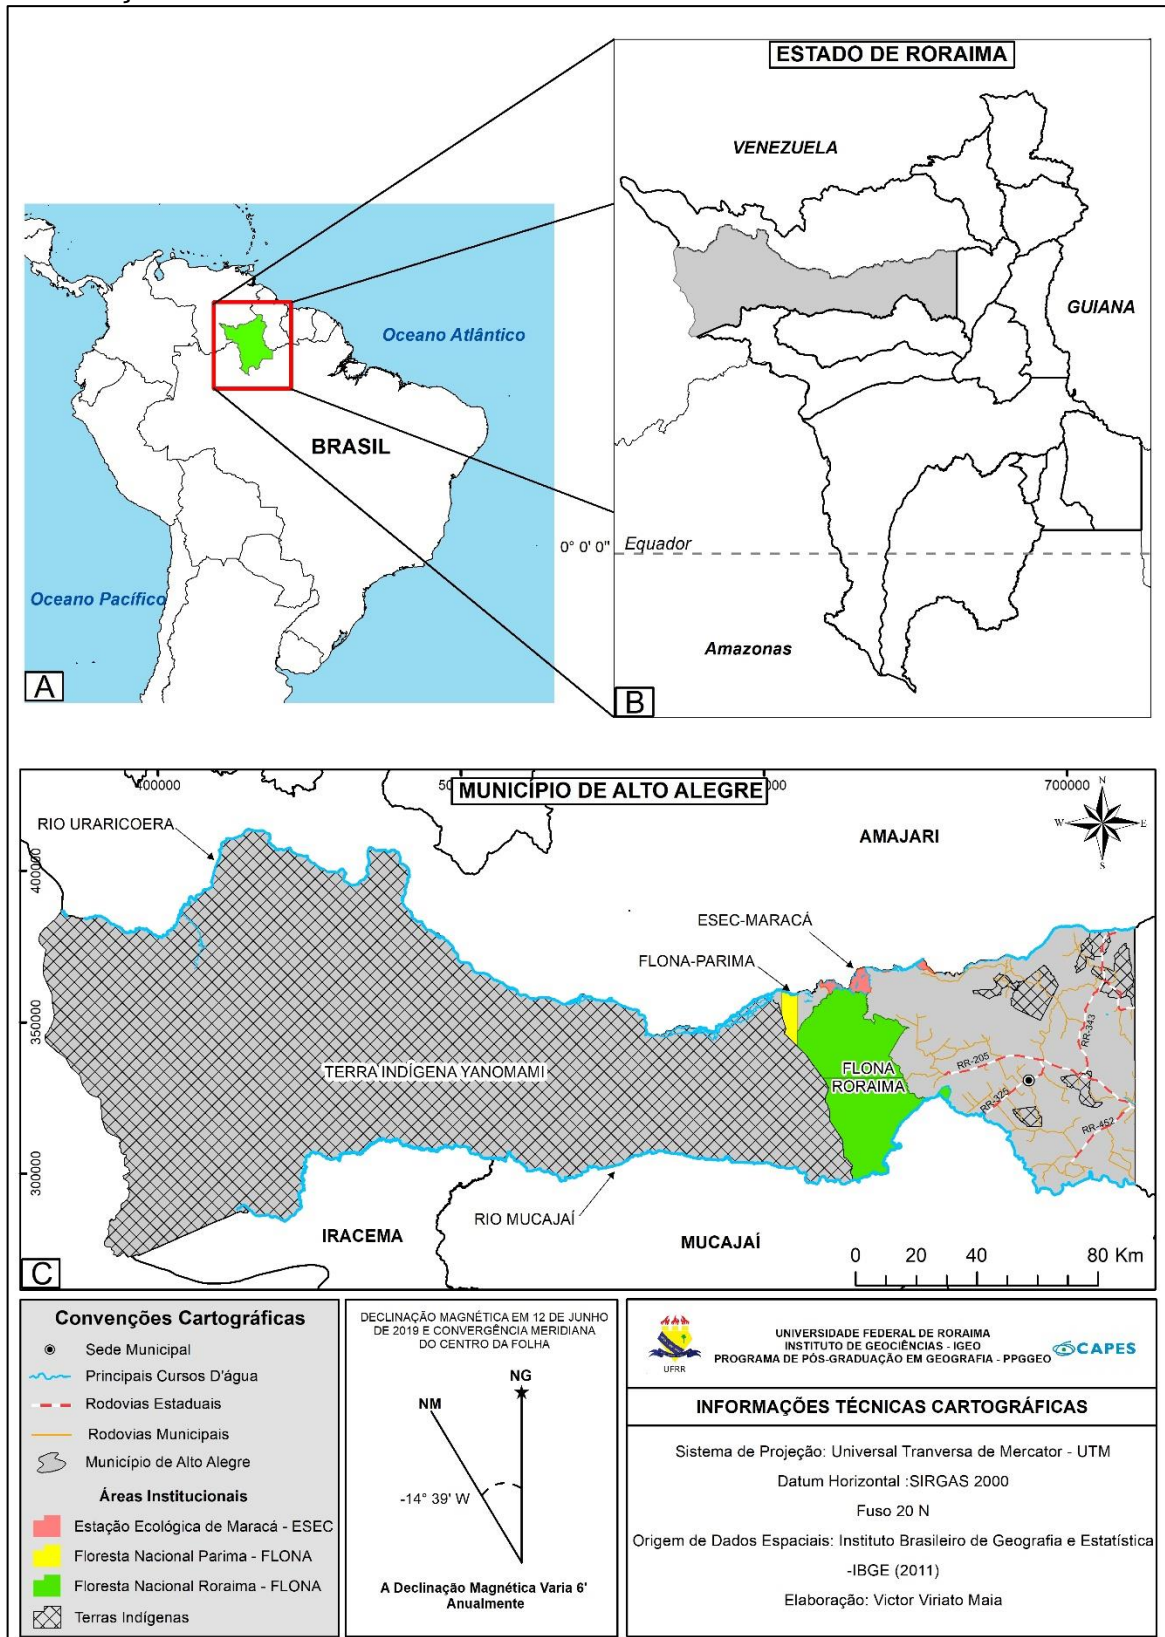 ESTADO DE RORAIMA
VENEZUELA
GUIANA
Oceano Atlântico
BRASIL
0° 0' 0"
Equador
Oceano Pacífico
Amazonas
A
B
400000
700000
MUNICÍPIO DE ALTO ALEGRE
N
W
E
S
RIO URARICOERA
AMAJARI
400000
ESEC-MARACÁ
FLONA-PARIMA
350000
RR-343
RR-205
TERRA INDÍGENA YANOMAMI
FLONA
RORAIMA
RR-325
RR-452
300000
RIO MUCAJAÍ
IRACEMA
MUCAJAÍ
0 20 40 80 Km
C
Convenções Cartográficas
Sede Municipal
Principais Cursos D'água
Rodovias Estaduais
Rodovias Municipais
Município de Alto Alegre
Áreas Institucionais
Estação Ecológica de Maracá - ESEC
Floresta Nacional Parima - FLONA
Floresta Nacional Roraima - FLONA
Terras Indígenas
DECLINAÇÃO MAGNÉTICA EM 12 DE JUNHO
DE 2019 E CONVERGÊNCIA MERIDIANA
DO CENTRO DA FOLHA
NG
NM
-14° 39' W
A Declinação Magnética Varia 6'
Anualmente
UFRR
UNIVERSIDADE FEDERAL DE RORAIMA
INSTITUTO DE GEOCIÊNCIAS - IGEO
PROGRAMA DE PÓS-GRADUAÇÃO EM GEOGRAFIA - PPGGEO
CAPES
INFORMAÇÕES TÉCNICAS CARTOGRÁFICAS
Sistema de Projeção: Universal Tranversa de Mercator - UTM
Datum Horizontal :SIRGAS 2000
Fuso 20 N
Origem de Dados Espaciais: Instituto Brasileiro de Geografia e Estatística
-IBGE (2011)
Elaboração: Victor Viriato Maia